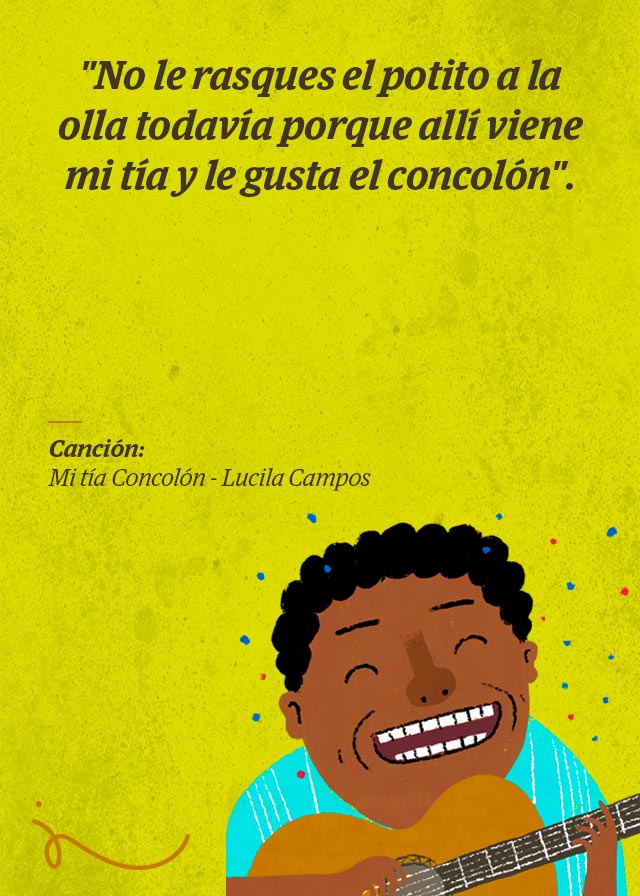 "No le rasques el potito a la
olla todavía porque allí viene
mi tía y le gusta el concolón".
Canción:
Mi tía Concolón - Lucila Campos